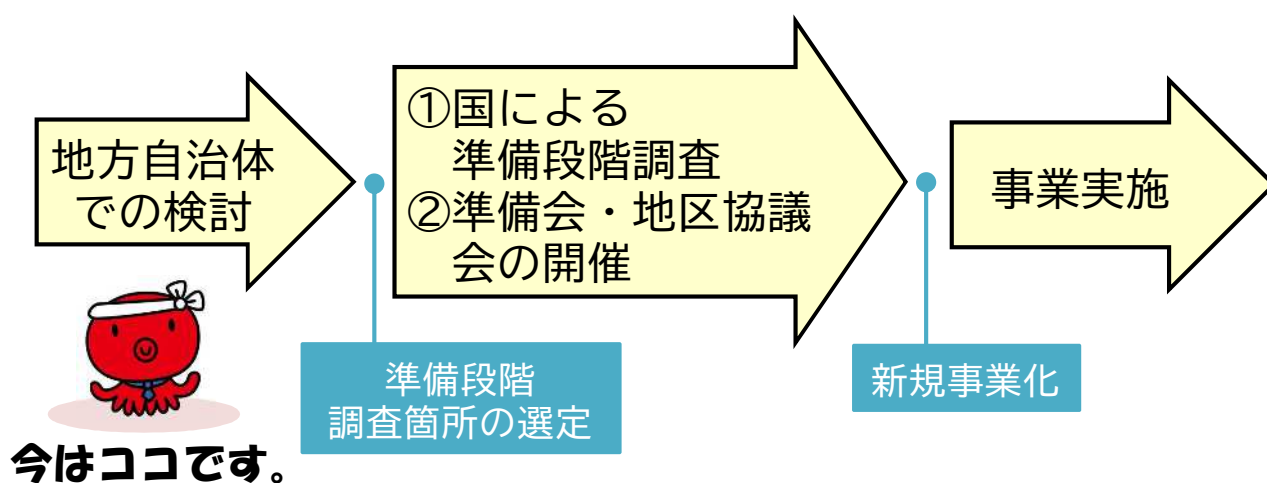 地方自治体
での検討
①国による
準備段階調査
②準備会・地区協議
会の開催
事業実施
準備段階
調査箇所の選定
新規事業化
今はココです。